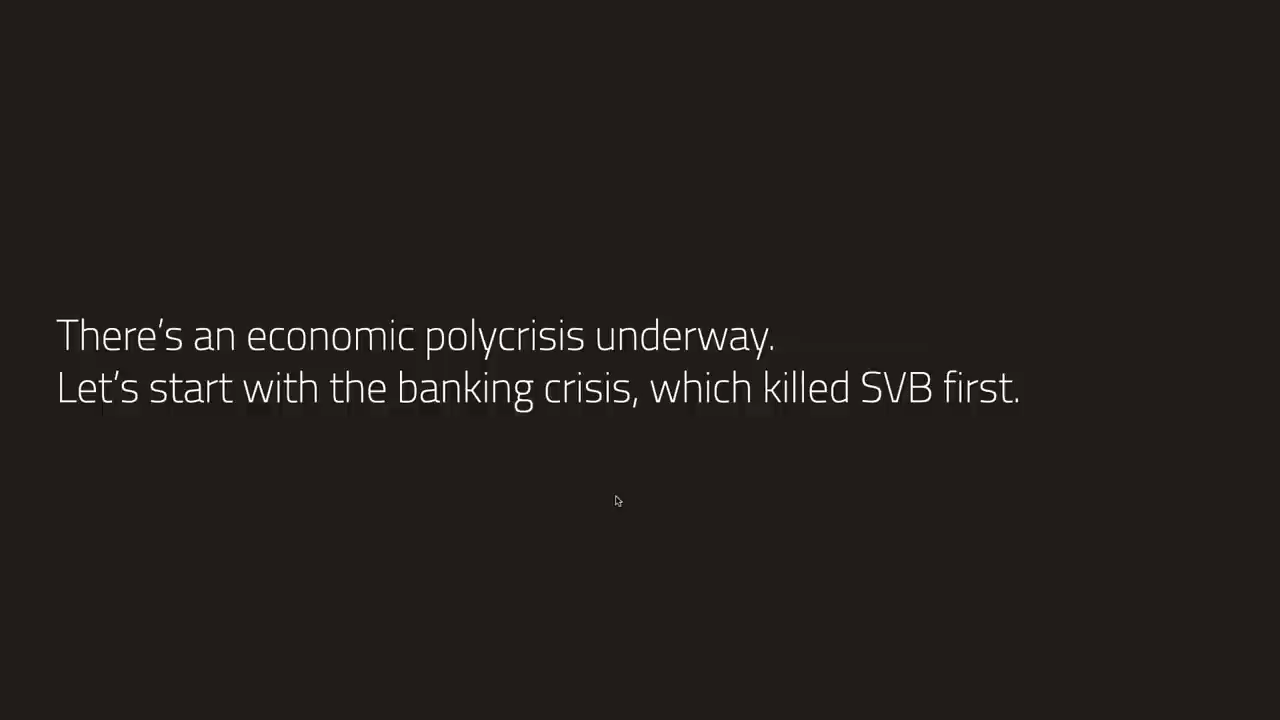 There’s an economic polycrisis underway.
Let’s start with the banking crisis, which killed SVB first.